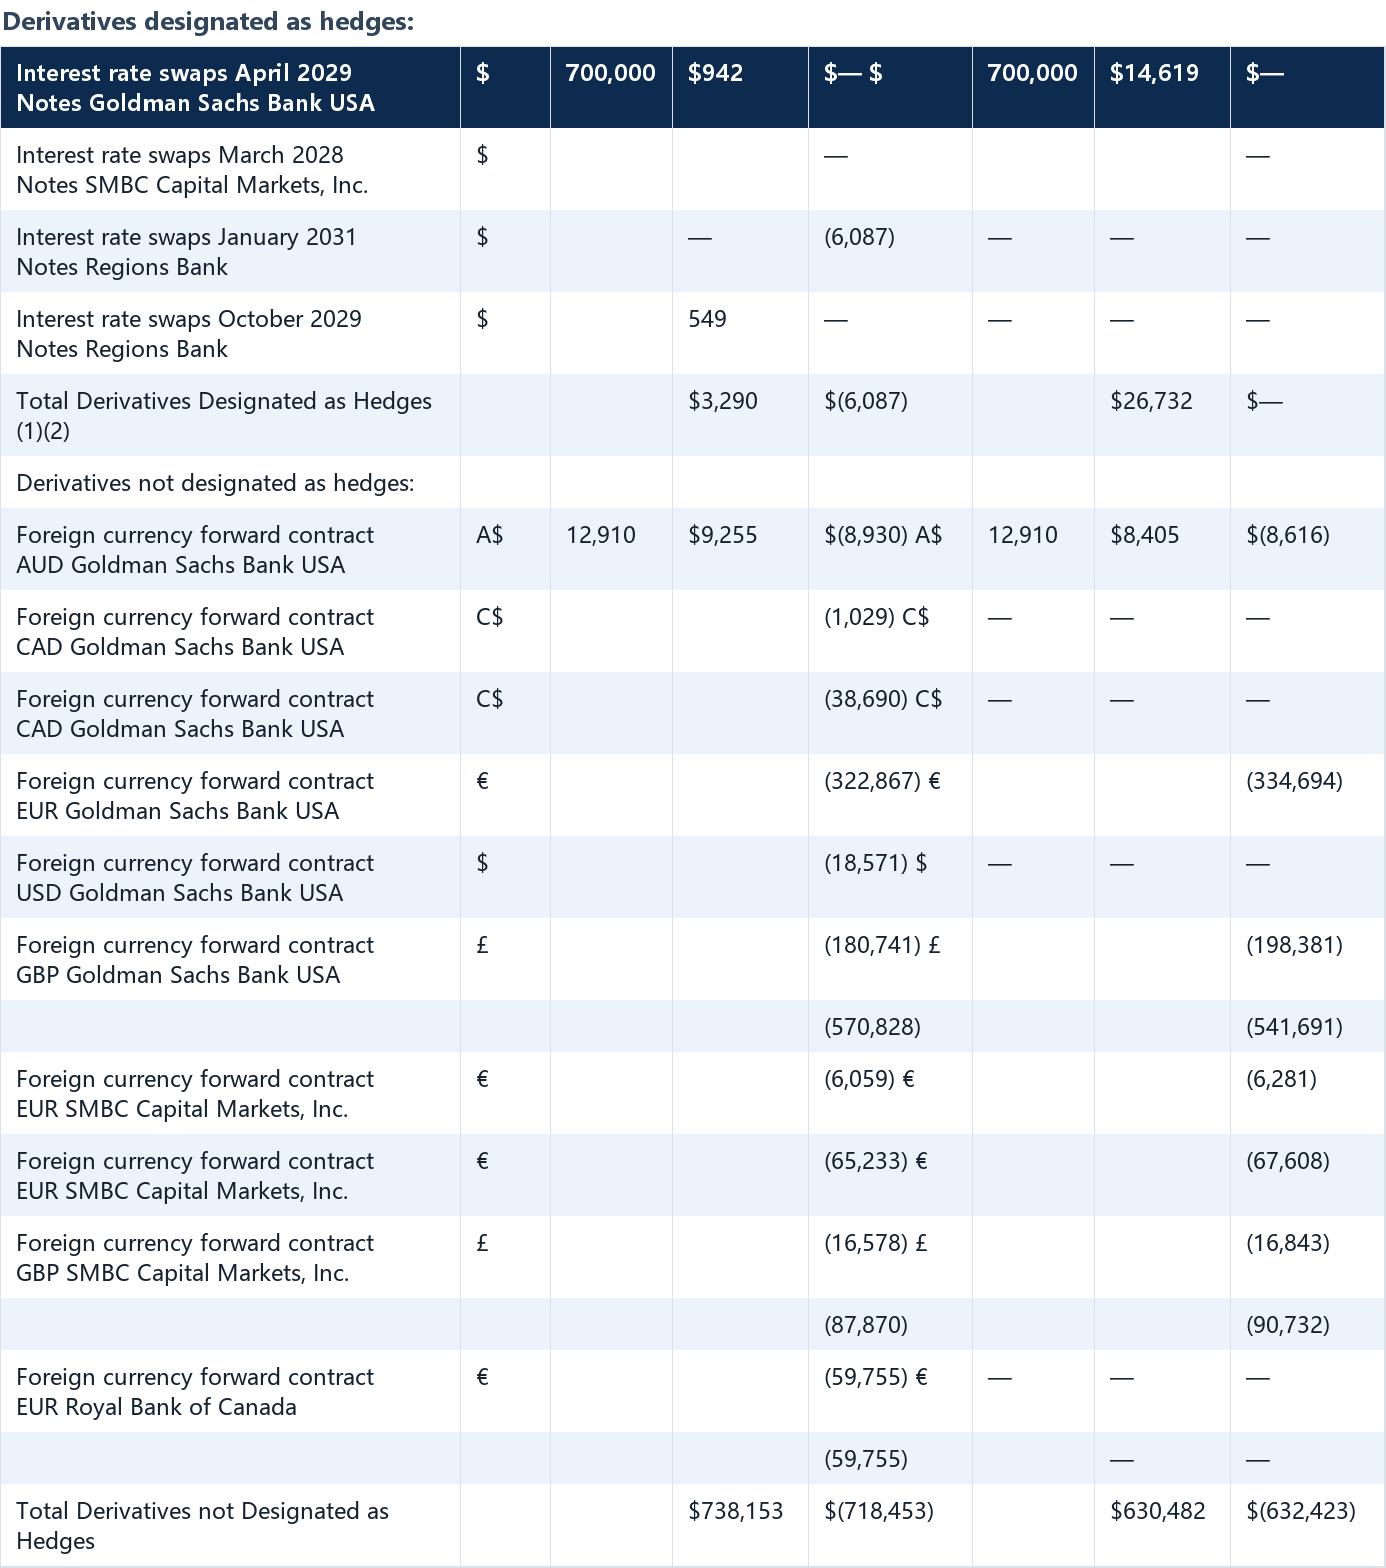 Derivatives designated as hedges:
Interest rate swaps April 2029 $ 700,000 $942 $— $ 700,000 $14,619 $—
Notes Goldman Sachs Bank USA
Interest rate swaps March 2028 $ — —
Notes SMBC Capital Markets, Inc.
Interest rate swaps January 2031 $ — (6,087) — — —
Notes Regions Bank
Interest rate swaps October 2029 $ 549 — — — —
Notes Regions Bank
Total Derivatives Designated as Hedges $3,290 $(6,087) $26,732 $—
(1)(2)
Derivatives not designated as hedges:
Foreign currency forward contract A$ 12,910 $9,255 $(8,930) A$ 12,910 $8,405 $(8,616)
AUD Goldman Sachs Bank USA
Foreign currency forward contract C$ (1,029) C$ — — —
CAD Goldman Sachs Bank USA
Foreign currency forward contract C$ (38,690) C$ — — —
CAD Goldman Sachs Bank USA
Foreign currency forward contract € (322,867) € (334,694)
EUR Goldman Sachs Bank USA
Foreign currency forward contract $ (18,571) $ — — —
USD Goldman Sachs Bank USA
Foreign currency forward contract £ (180,741) £ (198,381)
GBP Goldman Sachs Bank USA
(570,828) (541,691)
Foreign currency forward contract € (6,059) € (6,281)
EUR SMBC Capital Markets, Inc.
Foreign currency forward contract € (65,233) € (67,608)
EUR SMBC Capital Markets, Inc.
Foreign currency forward contract £ (16,578) £ (16,843)
GBP SMBC Capital Markets, Inc.
(87,870) (90,732)
Foreign currency forward contract € (59,755) € — — —
EUR Royal Bank of Canada
(59,755) — —
Total Derivatives not Designated as $738,153 $(718,453) $630,482 $(632,423)
Hedges